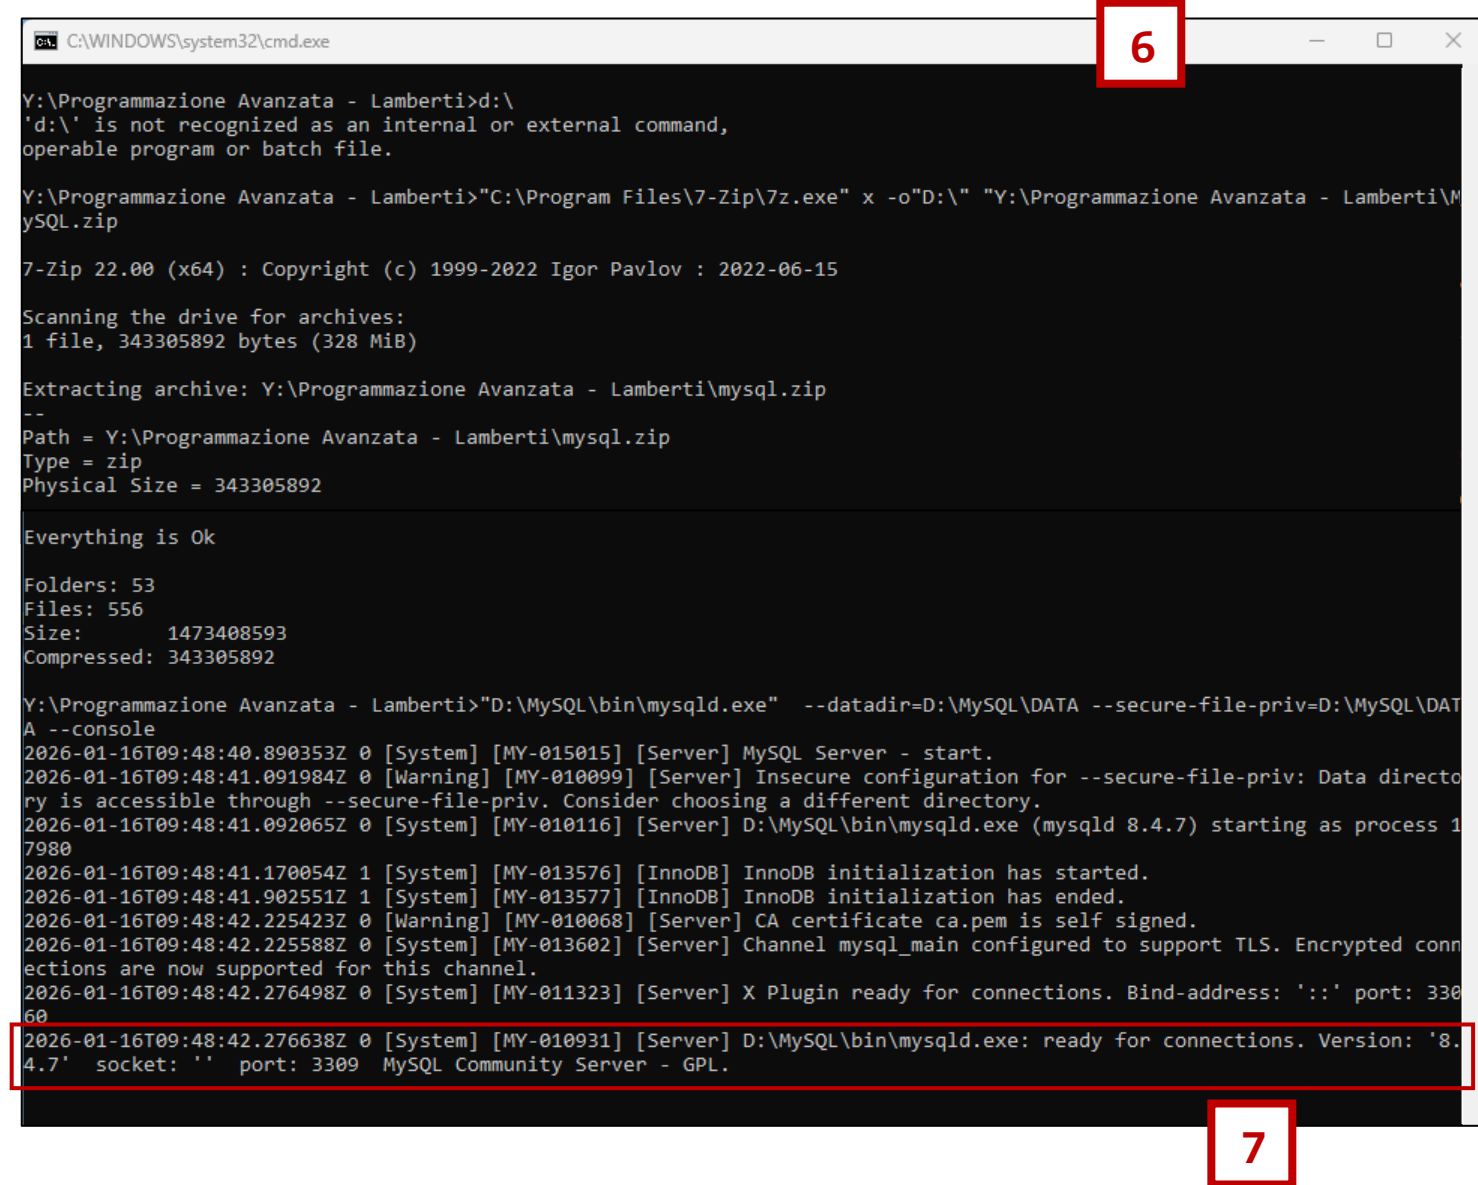 6
C:\WINDOWS\system32\cmd.exe
Y:\Programmazione Avanzata - Lamberti>d:\
'd:\' is not recognized as an internal or external command,
operable program or batch file.
Y:\Programmazione Avanzata - Lamberti>"C:\Program Files\7-Zip\7z.exe" x -o"D:\" "Y:\Programmazione Avanzata - Lamberti\M
ySQL.zip
7-Zip 22.00 (x64) : Copyright (c) 1999-2022 Igor Pavlov : 2022-06-15
Scanning the drive for archives:
1 file, 343305892 bytes (328 MiB)
Extracting archive: Y:\Programmazione Avanzata - Lamberti\mysql.zip
--
Path = Y:\Programmazione Avanzata - Lamberti\mysql.zip
Type = zip
Physical Size = 343305892
Everything is Ok
Folders: 53
Files: 556
Size:       1473408593
Compressed: 343305892
Y:\Programmazione Avanzata - Lamberti>"D:\MySQL\bin\mysqld.exe"  --datadir=D:\MySQL\DATA --secure-file-priv=D:\MySQL\DAT
A --console
2026-01-16T09:48:40.890353Z 0 [System] [MY-015015] [Server] MySQL Server - start.
2026-01-16T09:48:41.091984Z 0 [Warning] [MY-010099] [Server] Insecure configuration for --secure-file-priv: Data directo
ry is accessible through --secure-file-priv. Consider choosing a different directory.
2026-01-16T09:48:41.092065Z 0 [System] [MY-010116] [Server] D:\MySQL\bin\mysqld.exe (mysqld 8.4.7) starting as process 1
7980
2026-01-16T09:48:41.170054Z 1 [System] [MY-013576] [InnoDB] InnoDB initialization has started.
2026-01-16T09:48:41.902551Z 1 [System] [MY-013577] [InnoDB] InnoDB initialization has ended.
2026-01-16T09:48:42.225423Z 0 [Warning] [MY-010068] [Server] CA certificate ca.pem is self signed.
2026-01-16T09:48:42.225588Z 0 [System] [MY-013602] [Server] Channel mysql_main configured to support TLS. Encrypted conn
ections are now supported for this channel.
2026-01-16T09:48:42.276498Z 0 [System] [MY-011323] [Server] X Plugin ready for connections. Bind-address: '::' port: 330
60
2026-01-16T09:48:42.276638Z 0 [System] [MY-010931] [Server] D:\MySQL\bin\mysqld.exe: ready for connections. Version: '8.
4.7'  socket: ''  port: 3309  MySQL Community Server - GPL.
7